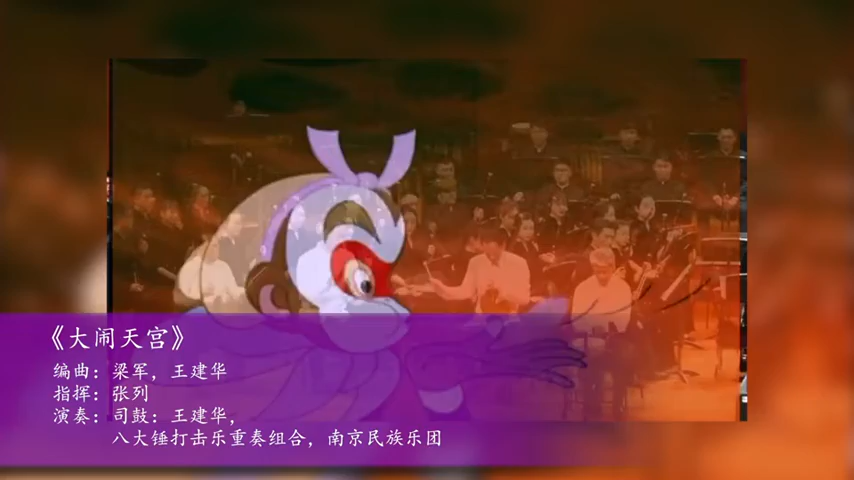 《大闹天宫》
编曲：梁军，王建华
指挥：张列
演奏：司鼓：王建华，
八大锤打击乐重奏组合，南京民族乐团